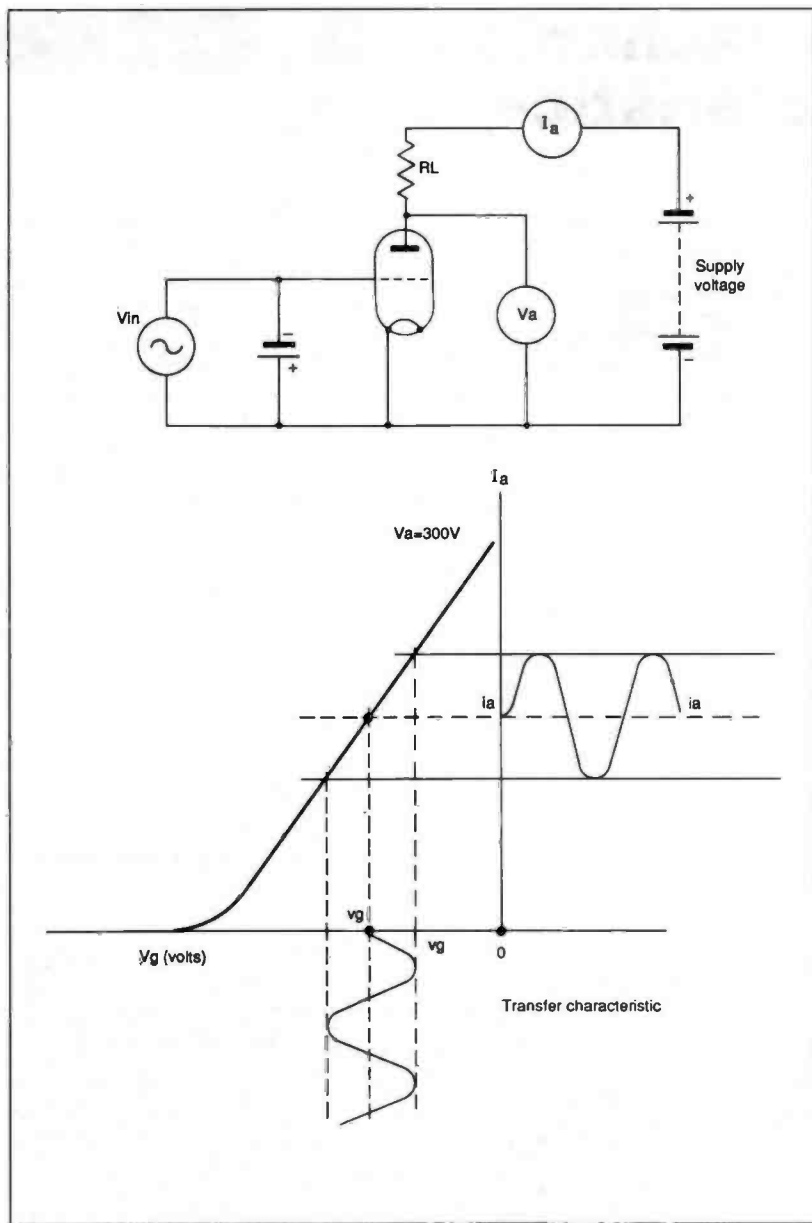 Ia
RL
+
Supply
voltage
Va
Vin
−
+
−
Ia
Va=300V
ia
ia
vg
vg
0
Vg (volts)
Transfer characteristic